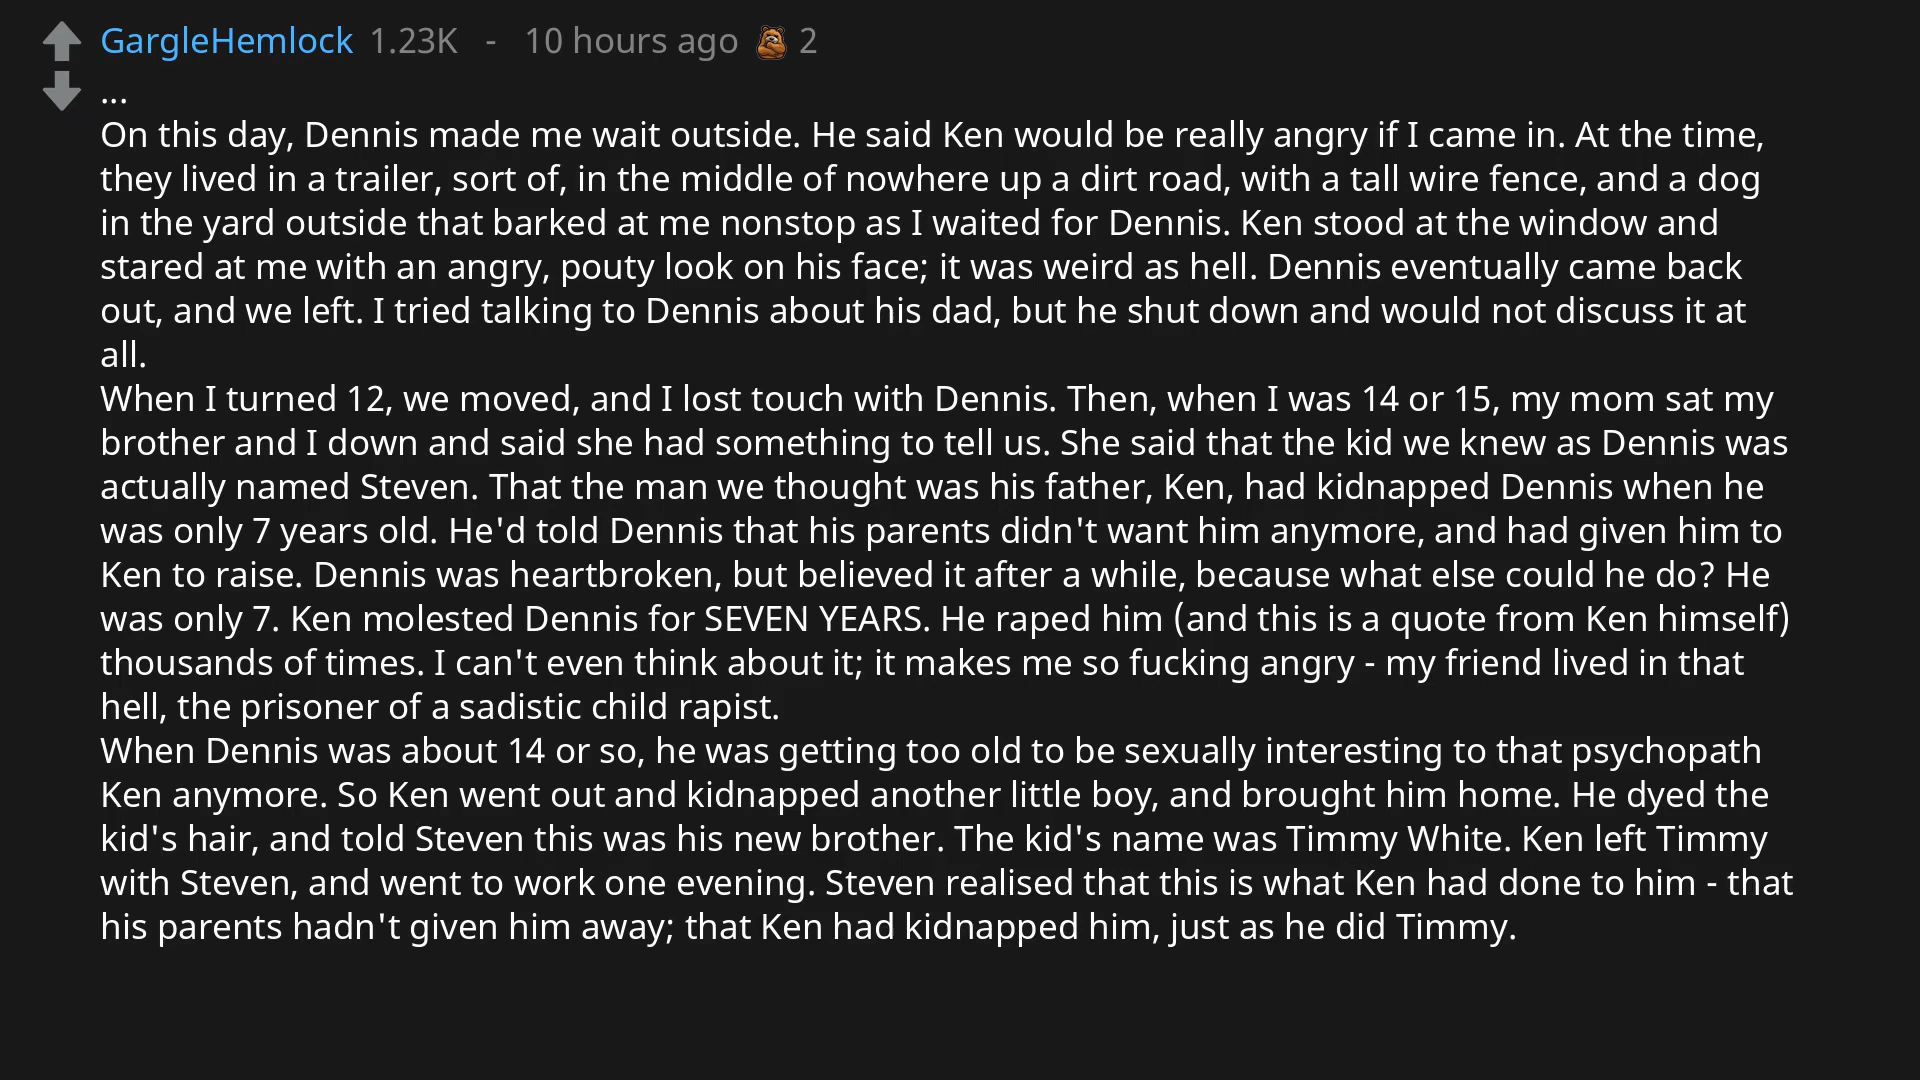 GargleHemlock 1.23K - 10 hours ago 2
...
On this day, Dennis made me wait outside. He said Ken would be really angry if I came in. At the time,
they lived in a trailer, sort of, in the middle of nowhere up a dirt road, with a tall wire fence, and a dog
in the yard outside that barked at me nonstop as I waited for Dennis. Ken stood at the window and
stared at me with an angry, pouty look on his face; it was weird as hell. Dennis eventually came back
out, and we left. I tried talking to Dennis about his dad, but he shut down and would not discuss it at
all.
When I turned 12, we moved, and I lost touch with Dennis. Then, when I was 14 or 15, my mom sat my
brother and I down and said she had something to tell us. She said that the kid we knew as Dennis was
actually named Steven. That the man we thought was his father, Ken, had kidnapped Dennis when he
was only 7 years old. He'd told Dennis that his parents didn't want him anymore, and had given him to
Ken to raise. Dennis was heartbroken, but believed it after a while, because what else could he do? He
was only 7. Ken molested Dennis for SEVEN YEARS. He raped him (and this is a quote from Ken himself)
thousands of times. I can't even think about it; it makes me so fucking angry - my friend lived in that
hell, the prisoner of a sadistic child rapist.
When Dennis was about 14 or so, he was getting too old to be sexually interesting to that psychopath
Ken anymore. So Ken went out and kidnapped another little boy, and brought him home. He dyed the
kid's hair, and told Steven this was his new brother. The kid's name was Timmy White. Ken left Timmy
with Steven, and went to work one evening. Steven realised that this is what Ken had done to him - that
his parents hadn't given him away; that Ken had kidnapped him, just as he did Timmy.